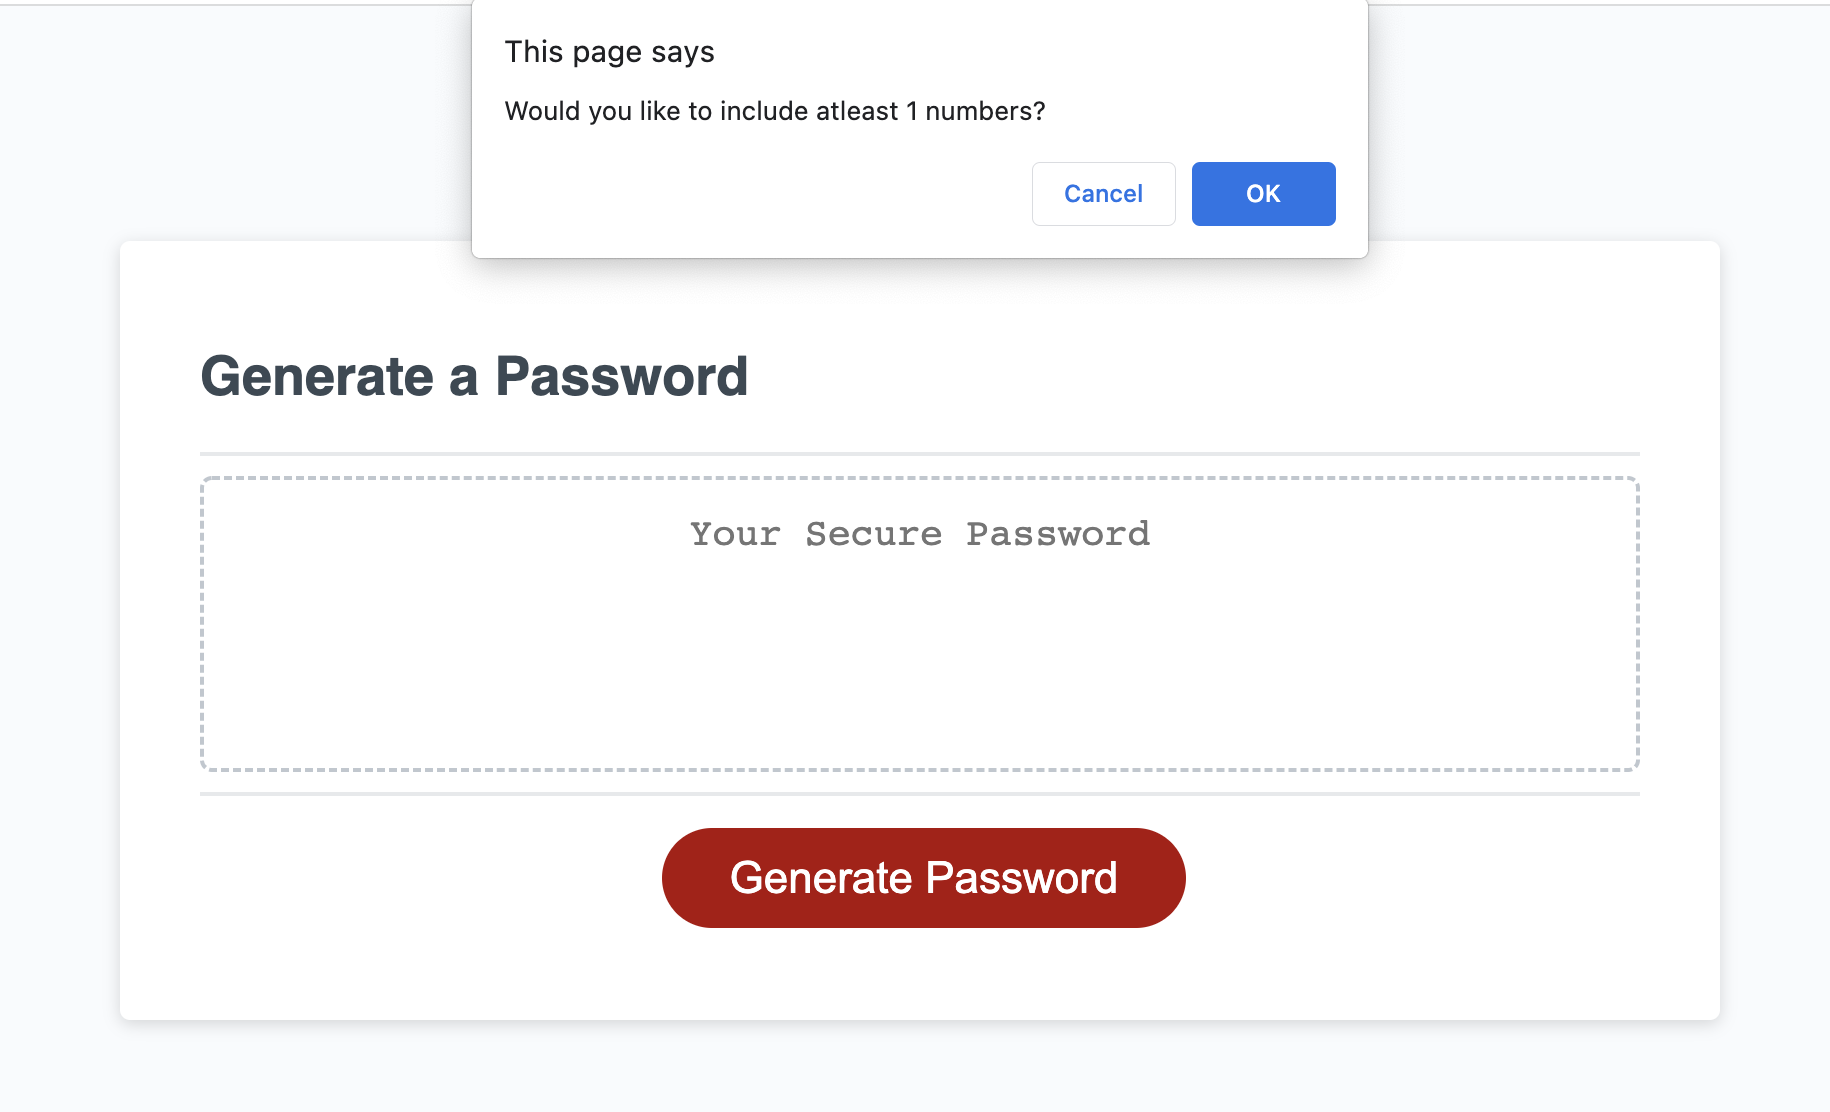 This page says
Would you like to include atleast 1 numbers?
Cancel
OK
Generate a Password
Your Secure Password
Generate Password